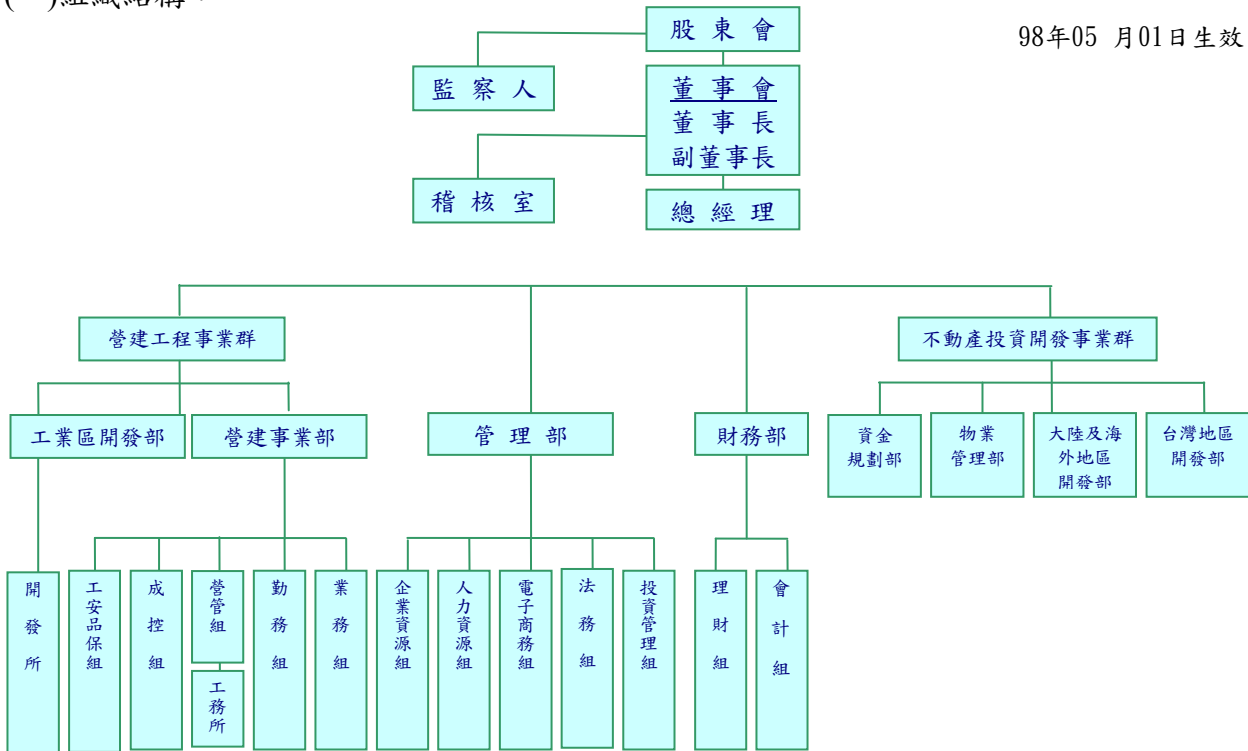 組織結構：
98年05 月01日生效
股東會
監察人
董事會
董事長
副董事長
稽核室
總經理
營建工程事業群
不動產投資開發事業群
工業區開發部
營建事業部
管理部
財務部
資金
規劃部
物業
管理部
大陸及海
外地區
開發部
台灣地區
開發部
開發所
工安品保組
成控組
營管組
工務所
勤務組
業務組
企業資源組
人力資源組
電子商務組
法務組
投資管理組
理財組
會計組